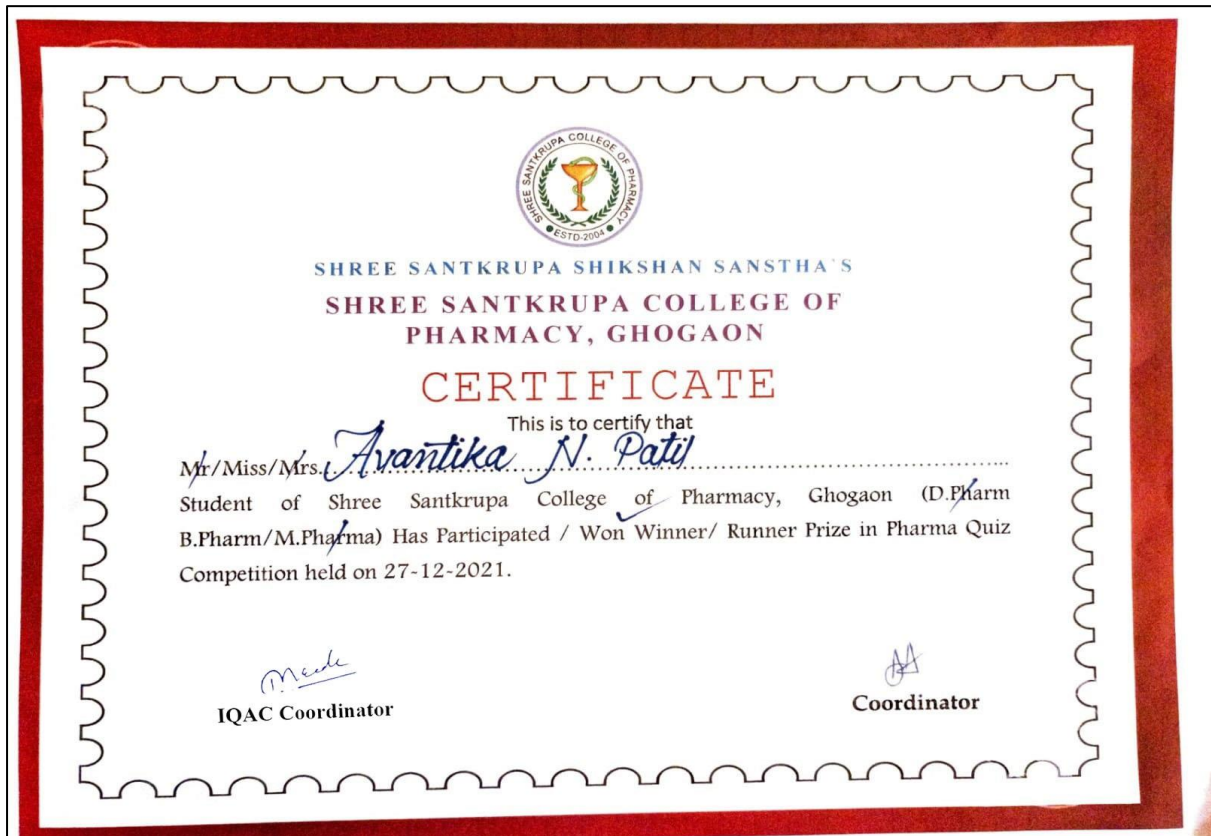 SHREE SANTKRUPA COLLEGE OF PHARMACY
ESTD-2004
SHREE SANTKRUPA SHIKSHAN SANSTHA`S
SHREE SANTKRUPA COLLEGE OF
PHARMACY, GHOGAON
CERTIFICATE
This is to certify that
Mr/Miss/Mrs. Avantika N. Patil
Student of Shree Santkrupa College of Pharmacy, Ghogaon (D.Pharm
B.Pharm/M.Pharma) Has Participated / Won Winner/ Runner Prize in Pharma Quiz
Competition held on 27-12-2021.
IQAC Coordinator
Coordinator